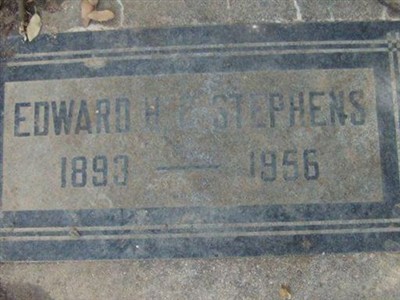 EDWARD H. C. STEPHENS
1893 — 1956